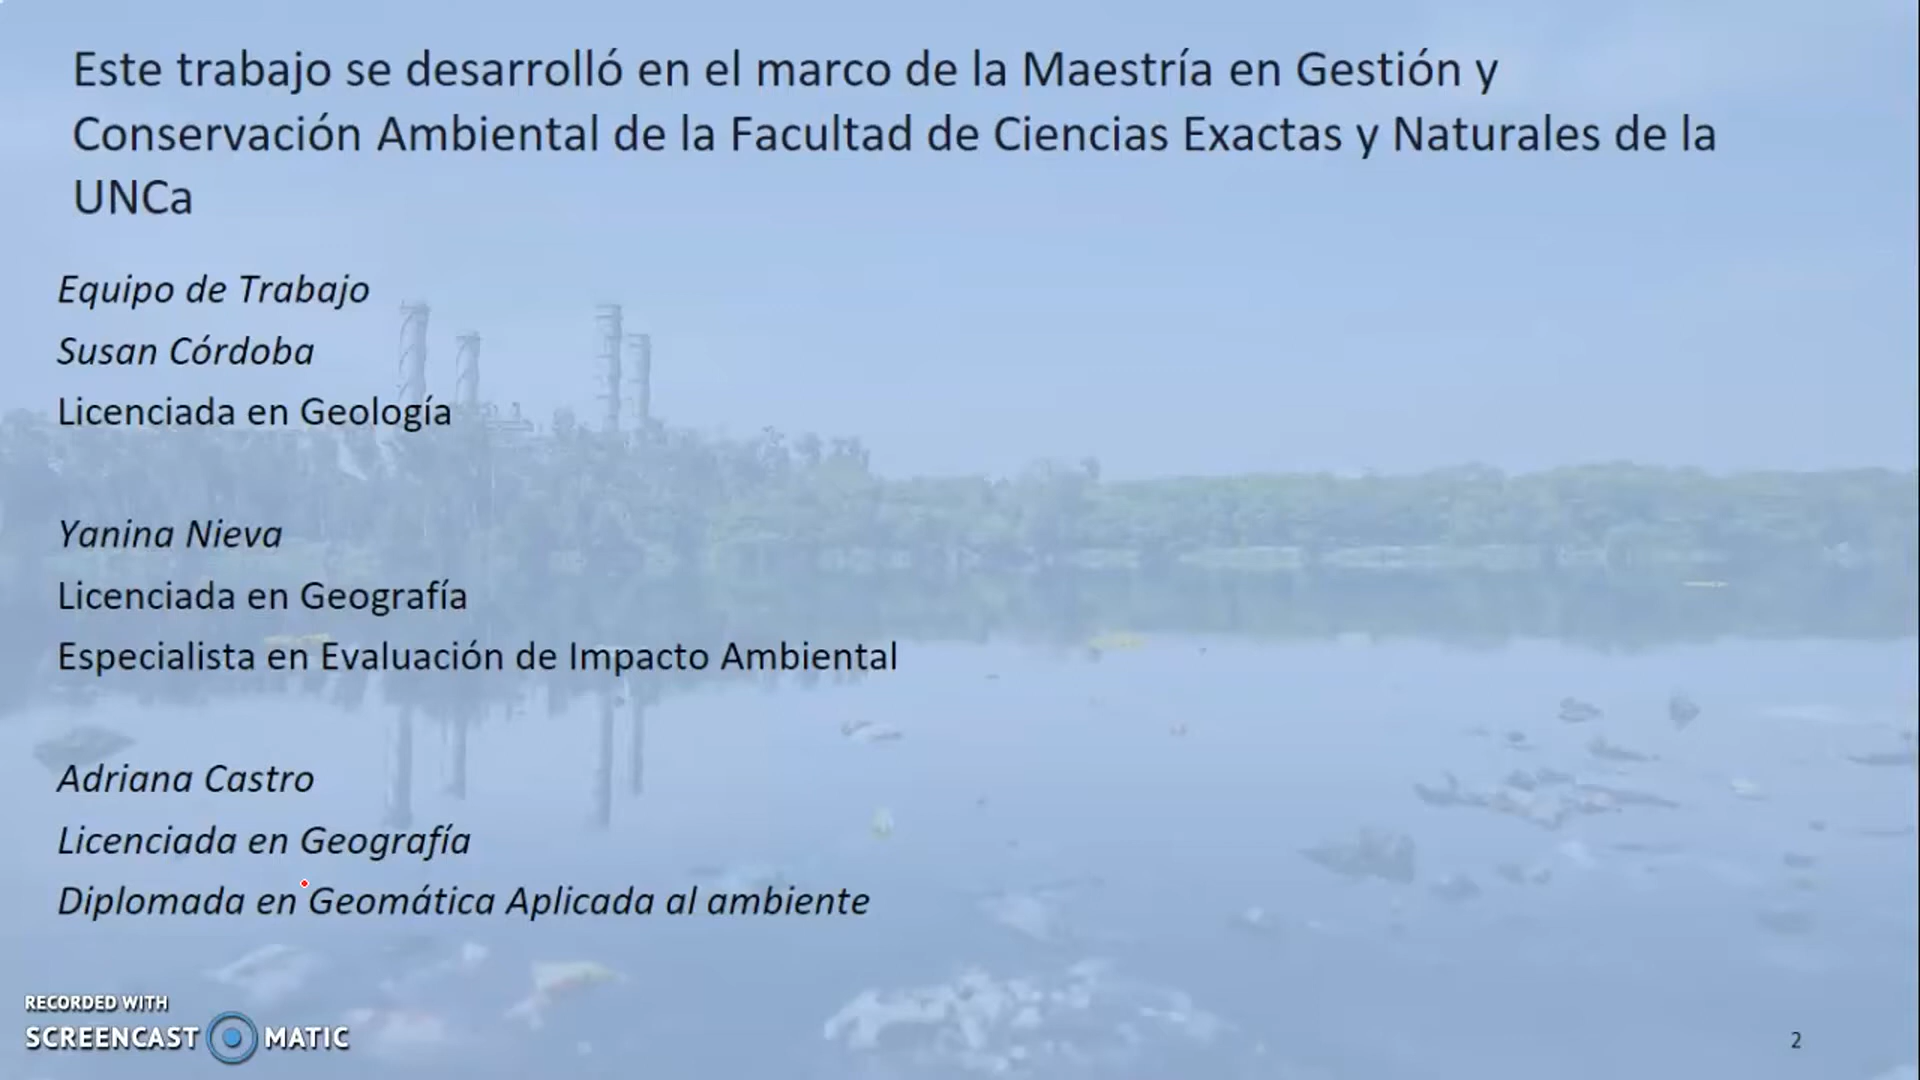 Este trabajo se desarrolló en el marco de la Maestría en Gestión y
Conservación Ambiental de la Facultad de Ciencias Exactas y Naturales de la
UNCa
Equipo de Trabajo
Susan Córdoba
Licenciada en Geología
Yanina Nieva
Licenciada en Geografía
Especialista en Evaluación de Impacto Ambiental
Adriana Castro
Licenciada en Geografía
Diplomada en Geomática Aplicada al ambiente
RECORDED WITH
SCREENCAST MATIC
2